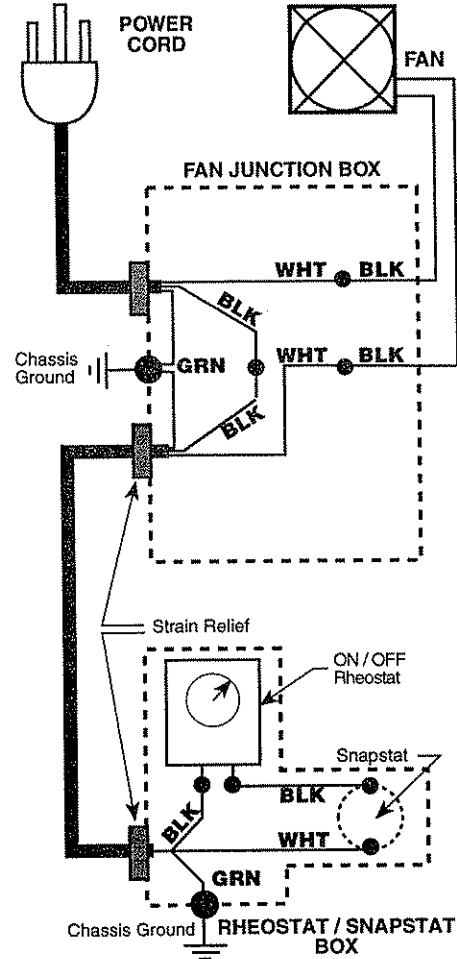 POWER
CORD
FAN
FAN JUNCTION BOX
WHT
BLK
BLK
Chassis
Ground
GRN
WHT
BLK
BLK
Strain Relief
ON / OFF
Rheostat
Snapstat
BLK
BLK
WHT
GRN
Chassis Ground
RHEOSTAT / SNAPSTAT
BOX